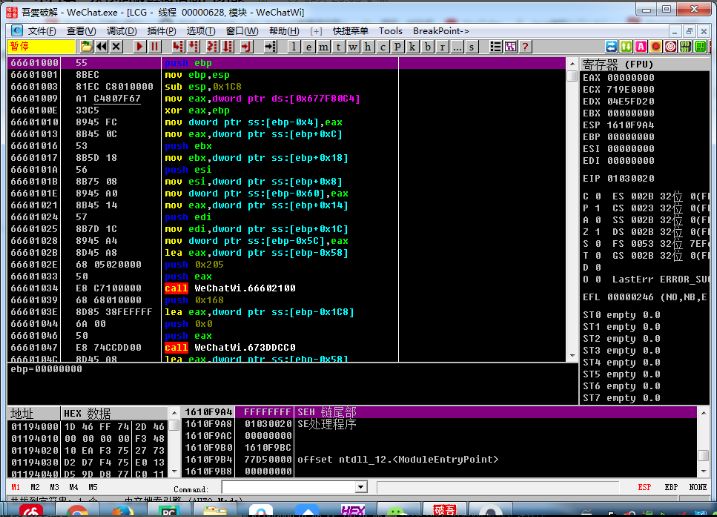 吾爱破解 - WeChat.exe - [LCG - 线程 00000628, 模块 - WeChatWi]
文件(F) 查看(V) 调试(D) 插件(P) 选项(T) 窗口(W) 帮助(H) [+] 快捷菜单 Tools BreakPoint->
暂停 l e m t w h c P k b r ... s
66601000 55 push ebp
66601001 8BEC mov ebp,esp
66601003 81EC C8010000 sub esp,0x1C8
66601009 A1 C4807F67 mov eax,dword ptr ds:[0x677F80C4]
6660100E 33C5 xor eax,ebp
66601010 8945 FC mov dword ptr ss:[ebp-0x4],eax
66601013 8B45 0C mov eax,dword ptr ss:[ebp+0xC]
66601016 53 push ebx
66601017 8B5D 18 mov ebx,dword ptr ss:[ebp+0x18]
6660101A 56 push esi
6660101B 8B75 08 mov esi,dword ptr ss:[ebp+0x8]
6660101E 8945 A0 mov dword ptr ss:[ebp-0x60],eax
66601021 8B45 14 mov eax,dword ptr ss:[ebp+0x14]
66601024 57 push edi
66601025 8B7D 1C mov edi,dword ptr ss:[ebp+0x1C]
66601028 8945 A4 mov dword ptr ss:[ebp-0x5C],eax
6660102B 8D45 A8 lea eax,dword ptr ss:[ebp-0x58]
6660102E 68 05020000 push 0x205
66601033 50 push eax
66601034 E8 C7100000 call WeChatWi.66602100
66601039 68 68010000 push 0x168
6660103E 8D85 38FEFFFF lea eax,dword ptr ss:[ebp-0x1C8]
66601044 6A 00 push 0x0
66601046 50 push eax
66601047 E8 74CCDD00 call WeChatWi.673DDCC0
6660104C 8D45 A8 lea eax,dword ptr ss:[ebp-0x58]
ebp=00000000
寄存器 (FPU)
EAX 00000000
ECX 719E0000
EDX 04E5FD20
EBX 00000000
ESP 1610F9A4
EBP 00000000
ESI 00000000
EDI 00000000
EIP 01030020
C 0 ES 002B 32位 0(FF
P 1 CS 0023 32位 0(FF
A 0 SS 002B 32位 0(FF
Z 1 DS 002B 32位 0(FF
S 0 FS 0053 32位 7EF
T 0 GS 002B 32位 0(FF
D 0
O 0 LastErr ERROR_SUC
EFL 00000246 (NO,NB,E
ST0 empty 0.0
ST1 empty 0.0
ST2 empty 0.0
ST3 empty 0.0
ST4 empty 0.0
ST5 empty 0.0
ST6 empty 0.0
ST7 empty 0.0
地址 HEX 数据
01194000 1D 46 FF 74 2D 46
01194010 00 00 00 00 F3 48
01194020 10 EA F3 75 27 73
01194030 D2 D7 F4 75 E0 13
01194040 D5 9D D8 77 C0 11
1610F9A4 FFFFFFFF SEH 链尾部
1610F9A8 01030020 SE处理程序
1610F9AC 00000000
1610F9B0 1610F9BC
1610F9B4 77D50000 offset ntdll_12.<ModuleEntryPoint>
1610F9B8 00000000
M1 M2 M3 M4 M5 Command: ESP EBP NONE